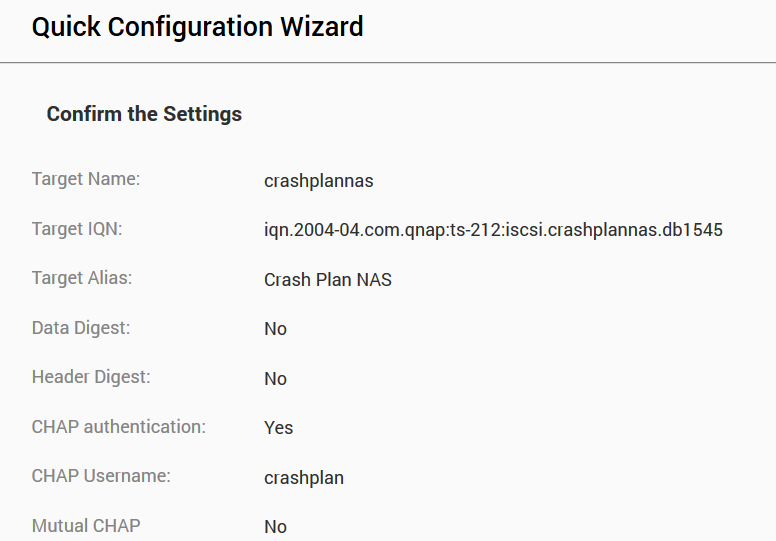 Quick Configuration Wizard
Confirm the Settings
Target Name: crashplannas
Target IQN: iqn.2004-04.com.qnap:ts-212:iscsi.crashplannas.db1545
Target Alias: Crash Plan NAS
Data Digest: No
Header Digest: No
CHAP authentication: Yes
CHAP Username: crashplan
Mutual CHAP No